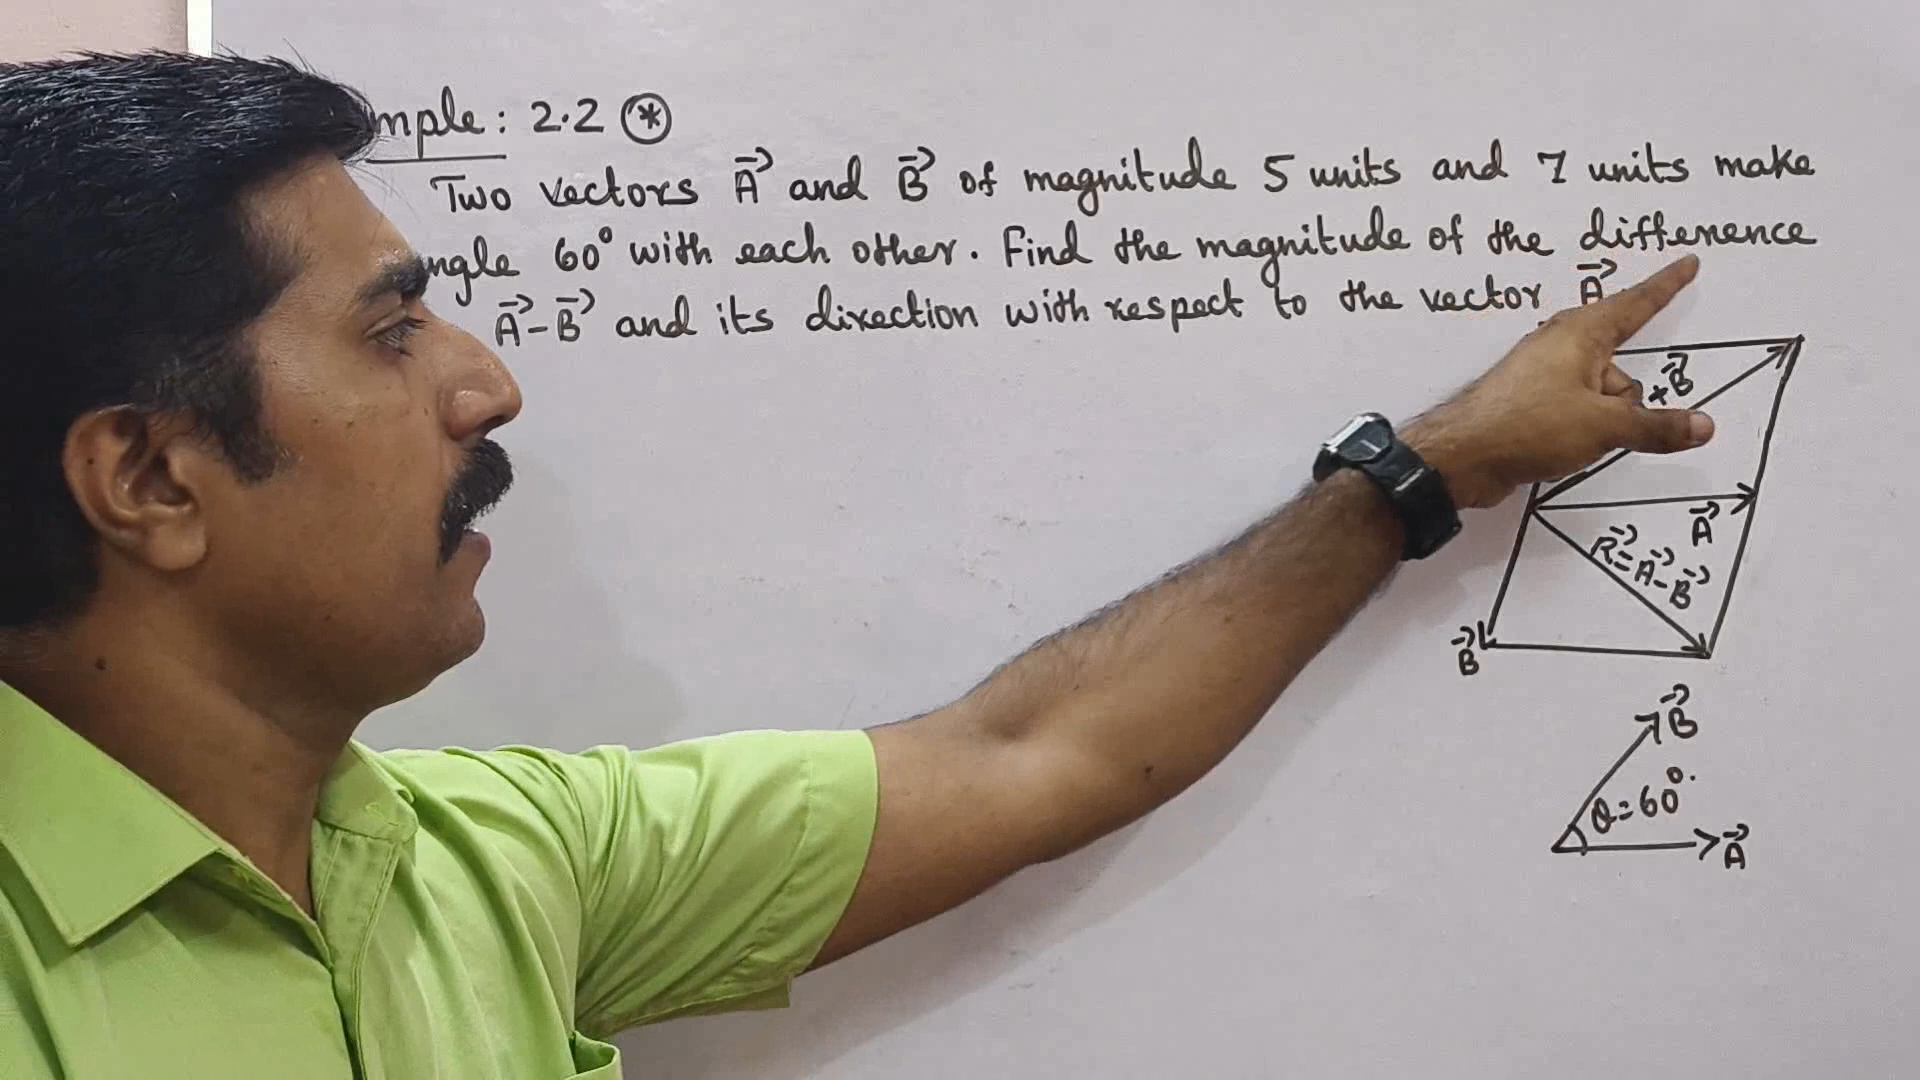 mple: 2.2 *
Two vectors A⃗ and B⃗ of magnitude 5 units and 7 units make
ngle 60° with each other. Find the magnitude of the difference
A⃗-B⃗ and its direction with respect to the vector A⃗
+B⃗
A⃗
R⃗=A⃗-B⃗
B⃗
B⃗
θ=60°.
A⃗